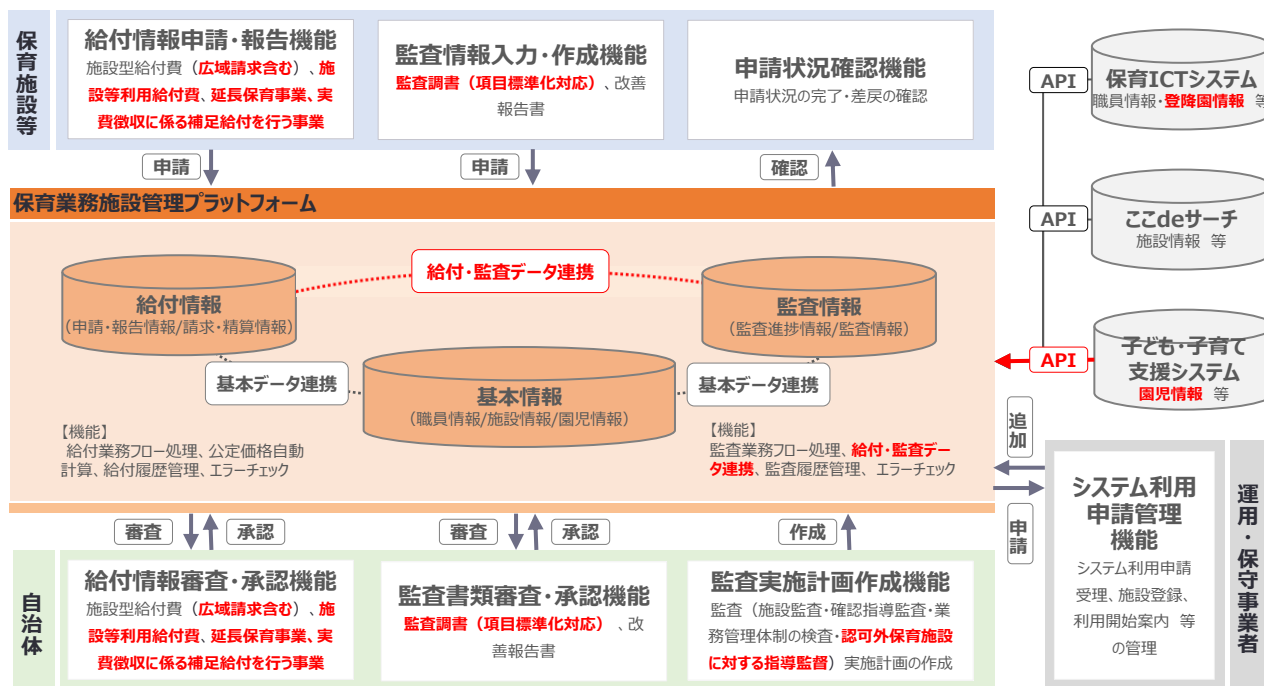 保育施設等
給付情報申請・報告機能
施設型給付費（広域請求含む）、施
設等利用給付費、延長保育事業、実
費徴収に係る補足給付を行う事業
監査情報入力・作成機能
監査調書（項目標準化対応）、改善
報告書
申請状況確認機能
申請状況の完了・差戻の確認
申請
申請
確認
API
保育ICTシステム
職員情報・登降園情報 等
API
ここdeサーチ
施設情報 等
API
子ども・子育て
支援システム
園児情報 等
保育業務施設管理プラットフォーム
給付・監査データ連携
給付情報
（申請・報告情報/請求・精算情報）
監査情報
（監査進捗情報/監査情報）
基本データ連携
基本データ連携
基本情報
（職員情報/施設情報/園児情報）
【機能】
給付業務フロー処理、公定価格自動
計算、給付履歴管理、エラーチェック
【機能】
監査業務フロー処理、給付・監査デー
タ連携、監査履歴管理、エラーチェック
追加
申請
システム利用
申請管理
機能
システム利用申請
受理、施設登録、
利用開始案内 等
の管理
運用・保守事業者
審査
承認
審査
承認
作成
自治体
給付情報審査・承認機能
施設型給付費（広域請求含む）、施
設等利用給付費、延長保育事業、実
費徴収に係る補足給付を行う事業
監査書類審査・承認機能
監査調書（項目標準化対応）、改
善報告書
監査実施計画作成機能
監査（施設監査・確認指導監査・業
務管理体制の検査・認可外保育施設
に対する指導監督）実施計画の作成